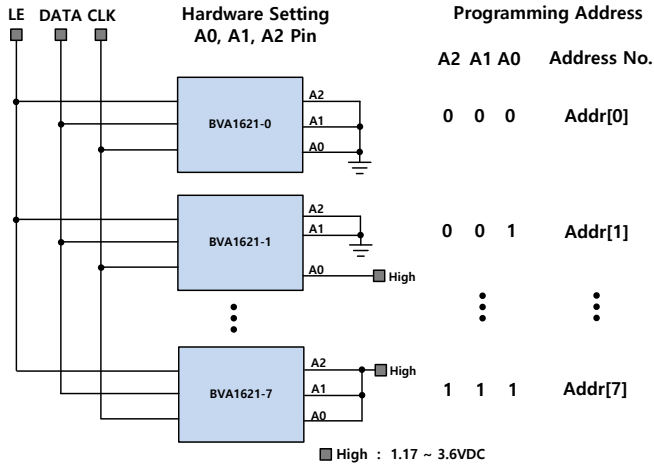 LE DATA CLK
Hardware Setting
A0, A1, A2 Pin
Programming Address
A2 A1 A0 Address No.
BVA1621-0
A2
A1
A0
0 0 0 Addr[0]
BVA1621-1
A2
A1
A0
High
0 0 1 Addr[1]
BVA1621-7
A2
A1
A0
High
1 1 1 Addr[7]
High : 1.17 ~ 3.6VDC